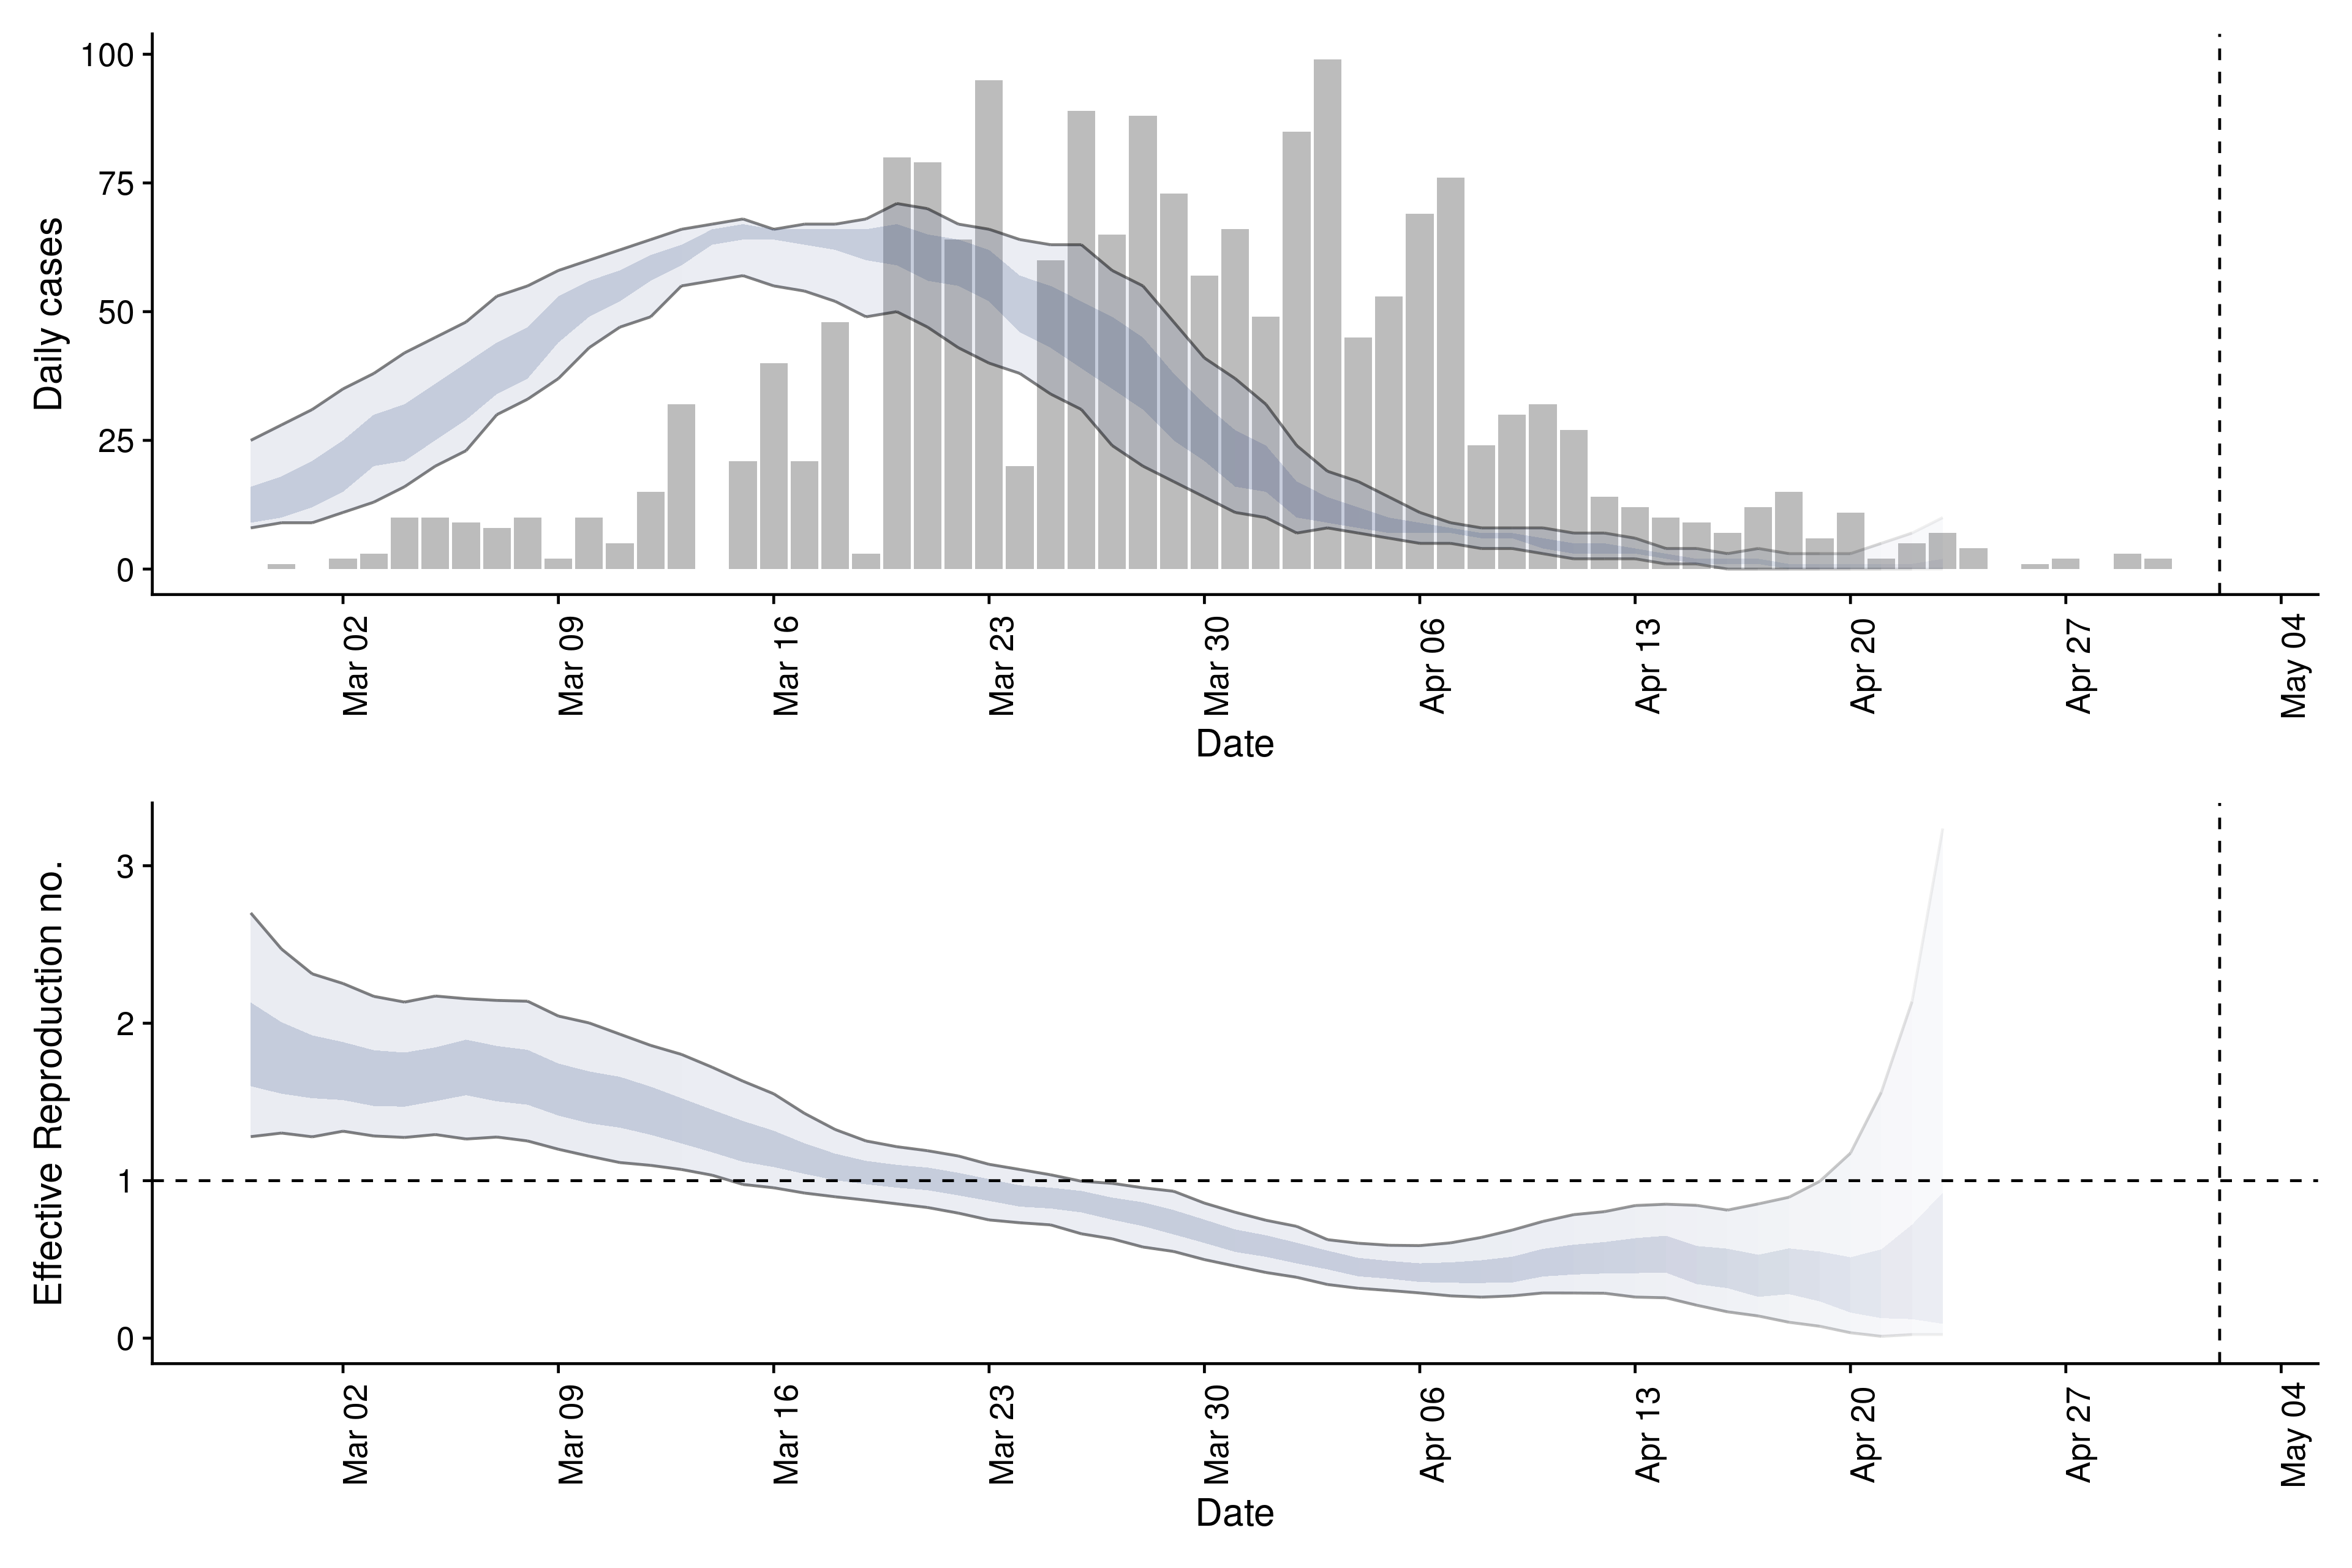 Daily cases
100
75
50
25
0
Mar 02
Mar 09
Mar 16
Mar 23
Mar 30
Apr 06
Apr 13
Apr 20
Apr 27
May 04
Date
Effective Reproduction no.
3
2
1
0
Mar 02
Mar 09
Mar 16
Mar 23
Mar 30
Apr 06
Apr 13
Apr 20
Apr 27
May 04
Date